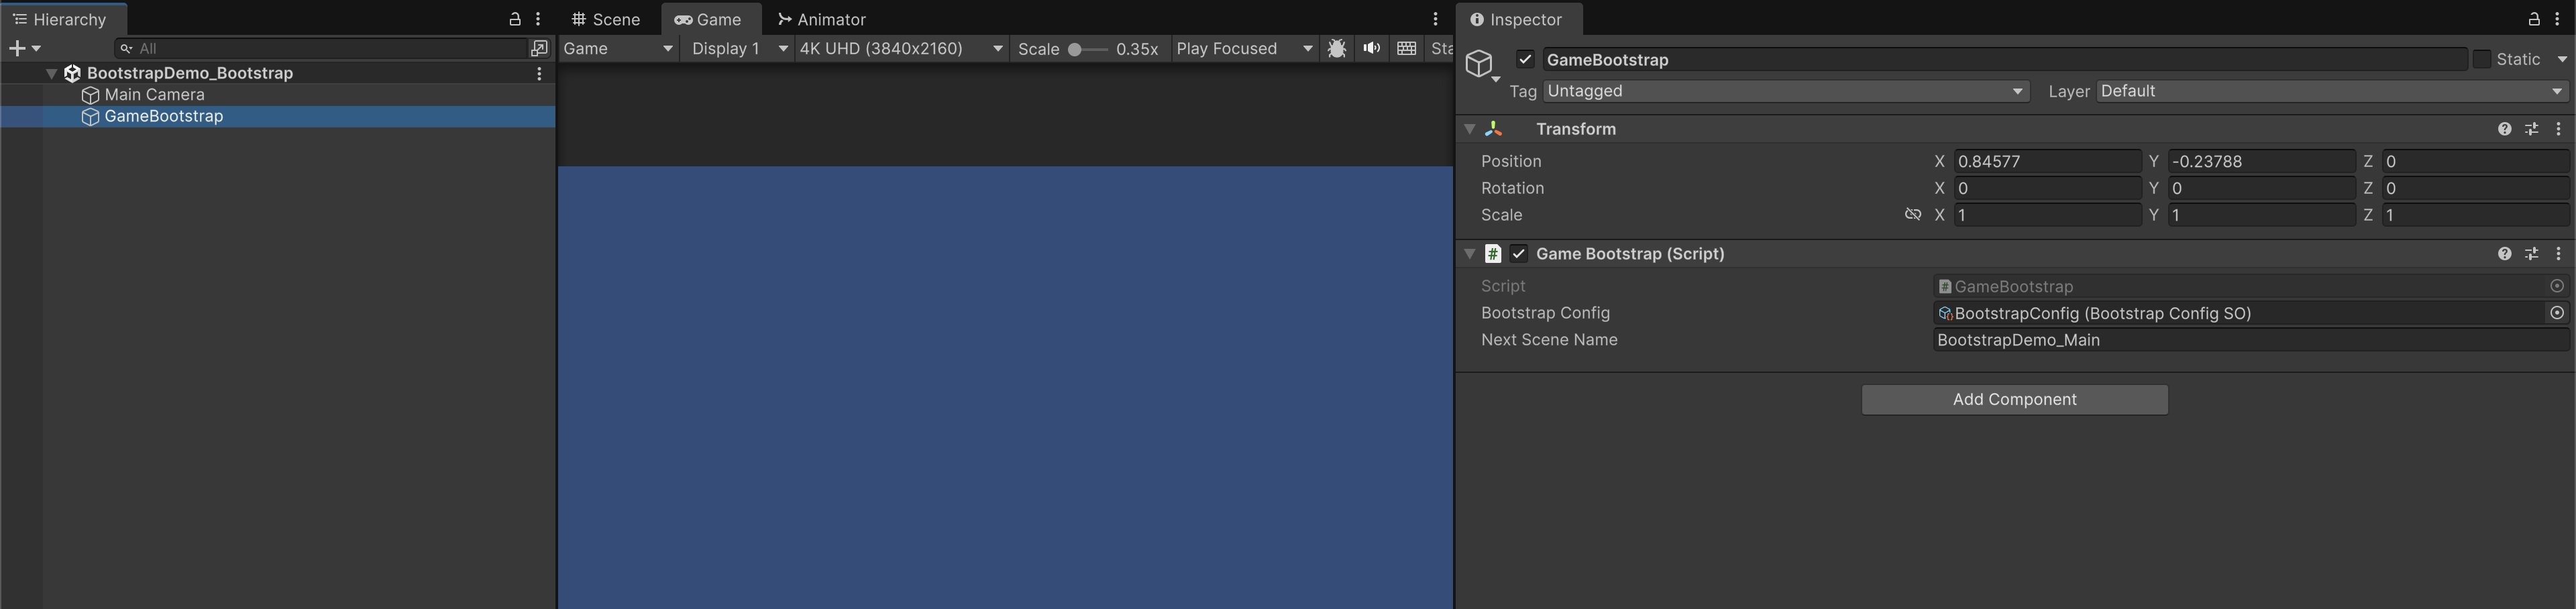 Hierarchy
All
BootstrapDemo_Bootstrap
Main Camera
GameBootstrap
Scene Game Animator
Game Display 1 4K UHD (3840x2160) Scale 0.35x Play Focused Sta
Inspector
GameBootstrap Static
Tag Untagged Layer Default
Transform
Position X 0.84577 Y -0.23788 Z 0
Rotation X 0 Y 0 Z 0
Scale X 1 Y 1 Z 1
# Game Bootstrap (Script)
Script # GameBootstrap
Bootstrap Config BootstrapConfig (Bootstrap Config SO)
Next Scene Name BootstrapDemo_Main
Add Component